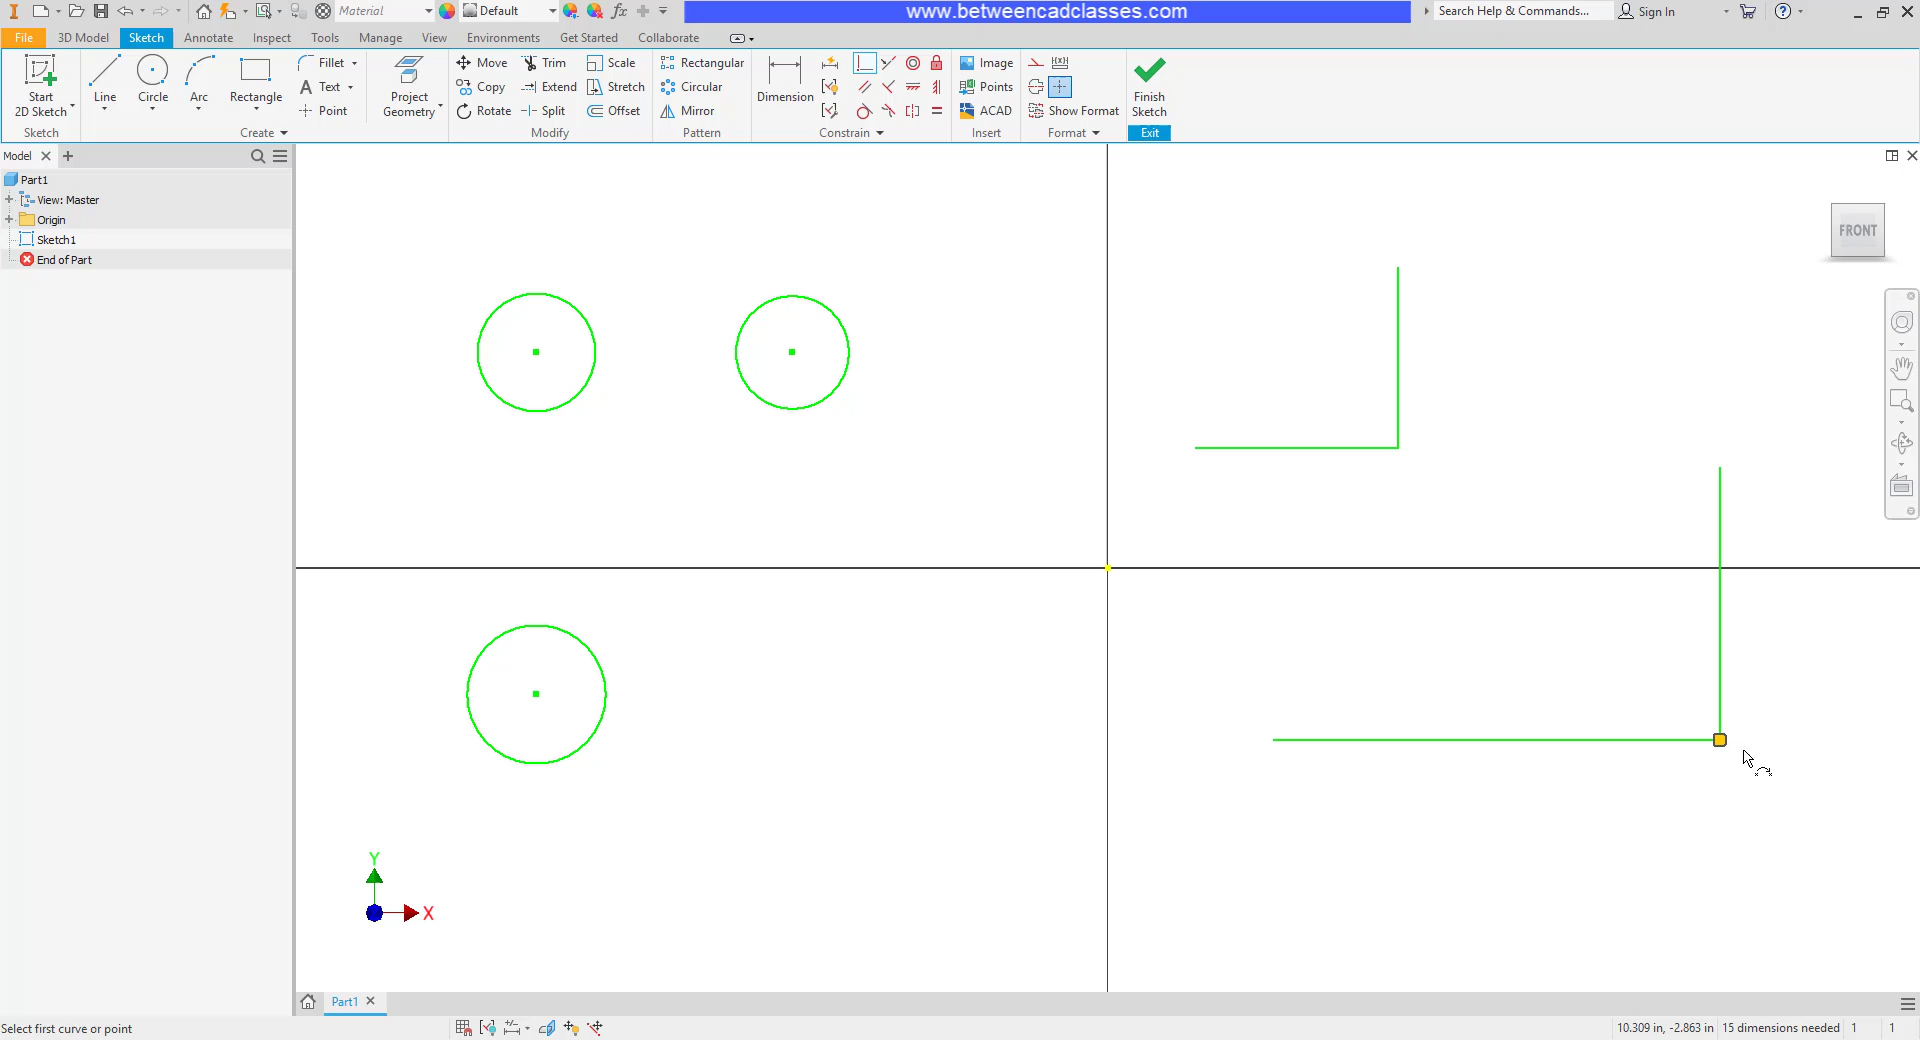 Material
Default
fx
www.betweencadclasses.com
Search Help & Commands...
Sign In
File
3D Model
Sketch
Annotate
Inspect
Tools
Manage
View
Environments
Get Started
Collaborate
Start
2D Sketch
Line
Circle
Arc
Rectangle
Fillet
Text
Point
Project
Geometry
Move
Copy
Rotate
Trim
Extend
Split
Scale
Stretch
Offset
Rectangular
Circular
Mirror
Dimension
Image
Points
ACAD
Show Format
Finish
Sketch
Sketch
Create
Modify
Pattern
Constrain
Insert
Format
Exit
Model
Part1
View: Master
Origin
Sketch1
End of Part
FRONT
Y
X
Part1
Select first curve or point
10.309 in, -2.863 in
15 dimensions needed
1
1